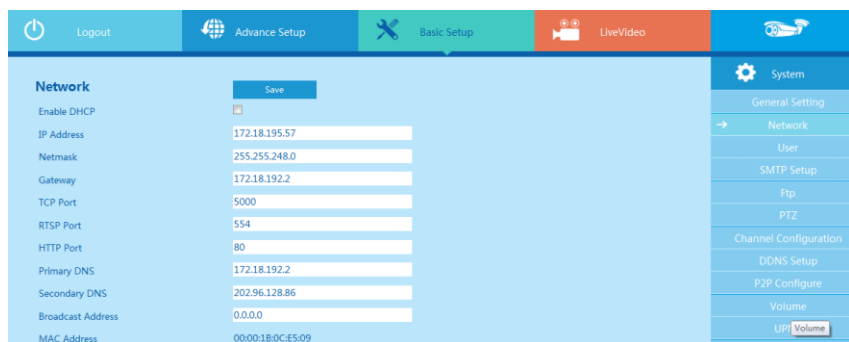 Logout
Advance Setup
Basic Setup
LiveVideo
Network
Save
Enable DHCP
IP Address 172.18.195.57
Netmask 255.255.248.0
Gateway 172.18.192.2
TCP Port 5000
RTSP Port 554
HTTP Port 80
Primary DNS 172.18.192.2
Secondary DNS 202.96.128.86
Broadcast Address 0.0.0.0
MAC Address 00:00:1B:0C:E5:09
System
General Setting
Network
User
SMTP Setup
Ftp
PTZ
Channel Configuration
DDNS Setup
P2P Configure
Volume
Volume